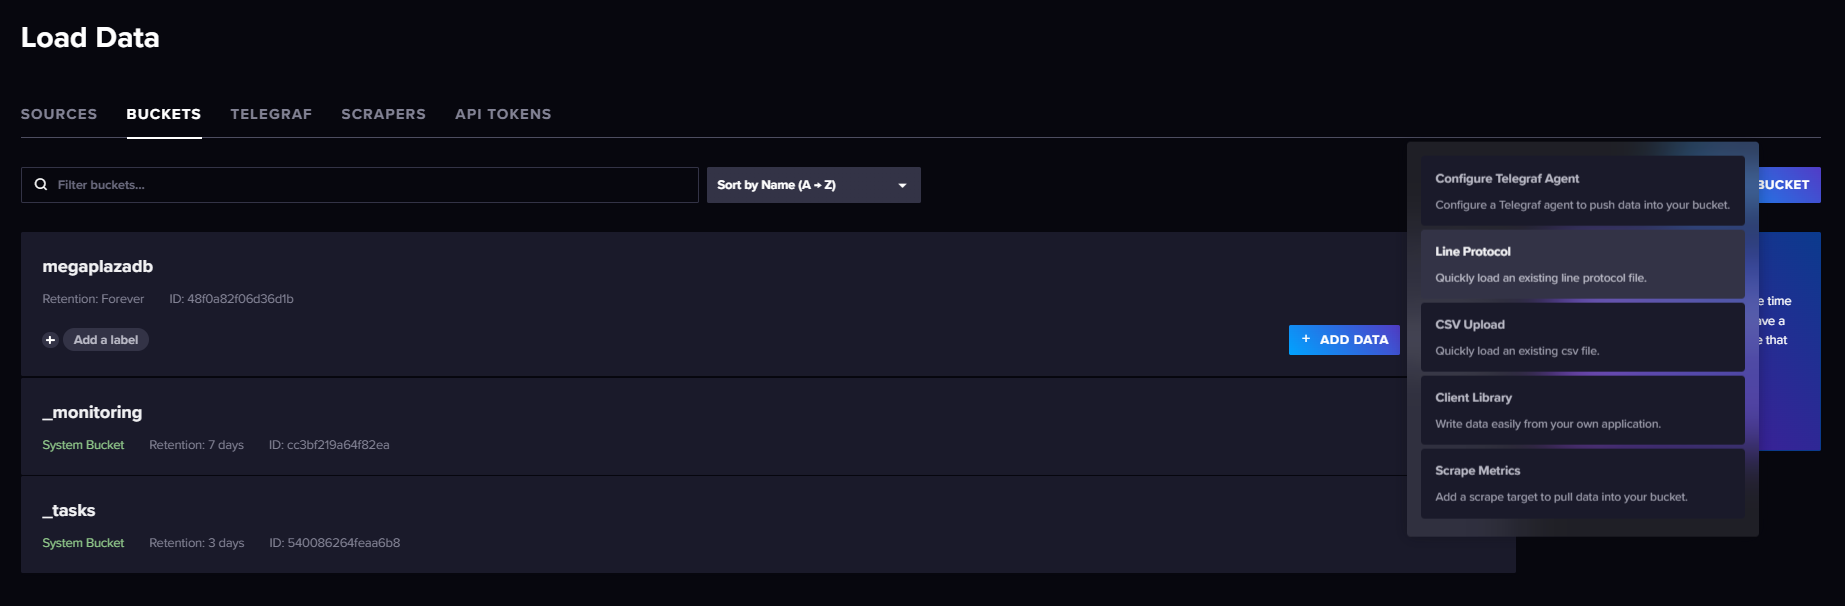 Load Data
SOURCES BUCKETS TELEGRAF SCRAPERS API TOKENS
Filter buckets...
Sort by Name (A → Z)
BUCKET
megaplazadb
Retention: Forever ID: 48f0a82f06d36d1b
+ Add a label
+ ADD DATA
_monitoring
System Bucket Retention: 7 days ID: cc3bf219a64f82ea
_tasks
System Bucket Retention: 3 days ID: 540086264feaa6b8
Configure Telegraf Agent
Configure a Telegraf agent to push data into your bucket.
Line Protocol
Quickly load an existing line protocol file.
CSV Upload
Quickly load an existing csv file.
Client Library
Write data easily from your own application.
Scrape Metrics
Add a scrape target to pull data into your bucket.
time
a
that